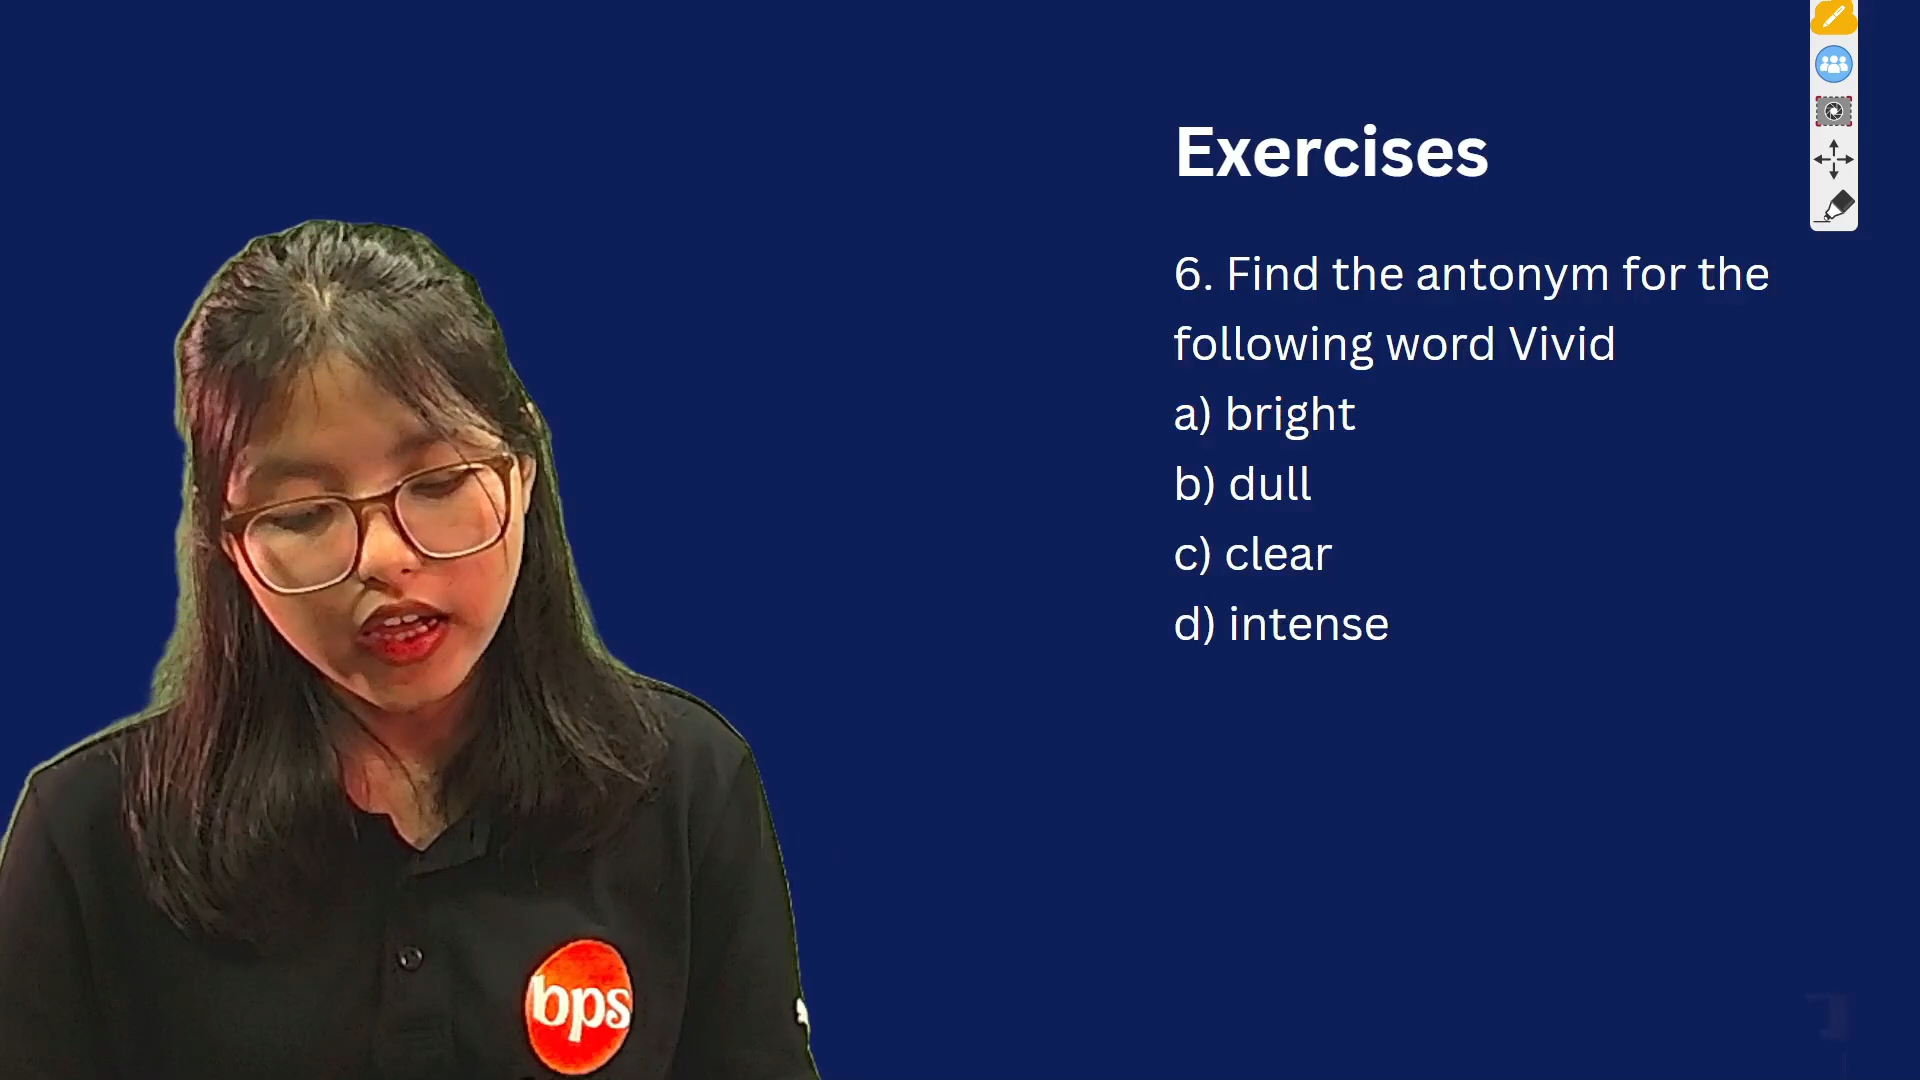 Exercises
6. Find the antonym for the
following word Vivid
a) bright
b) dull
c) clear
d) intense
bps